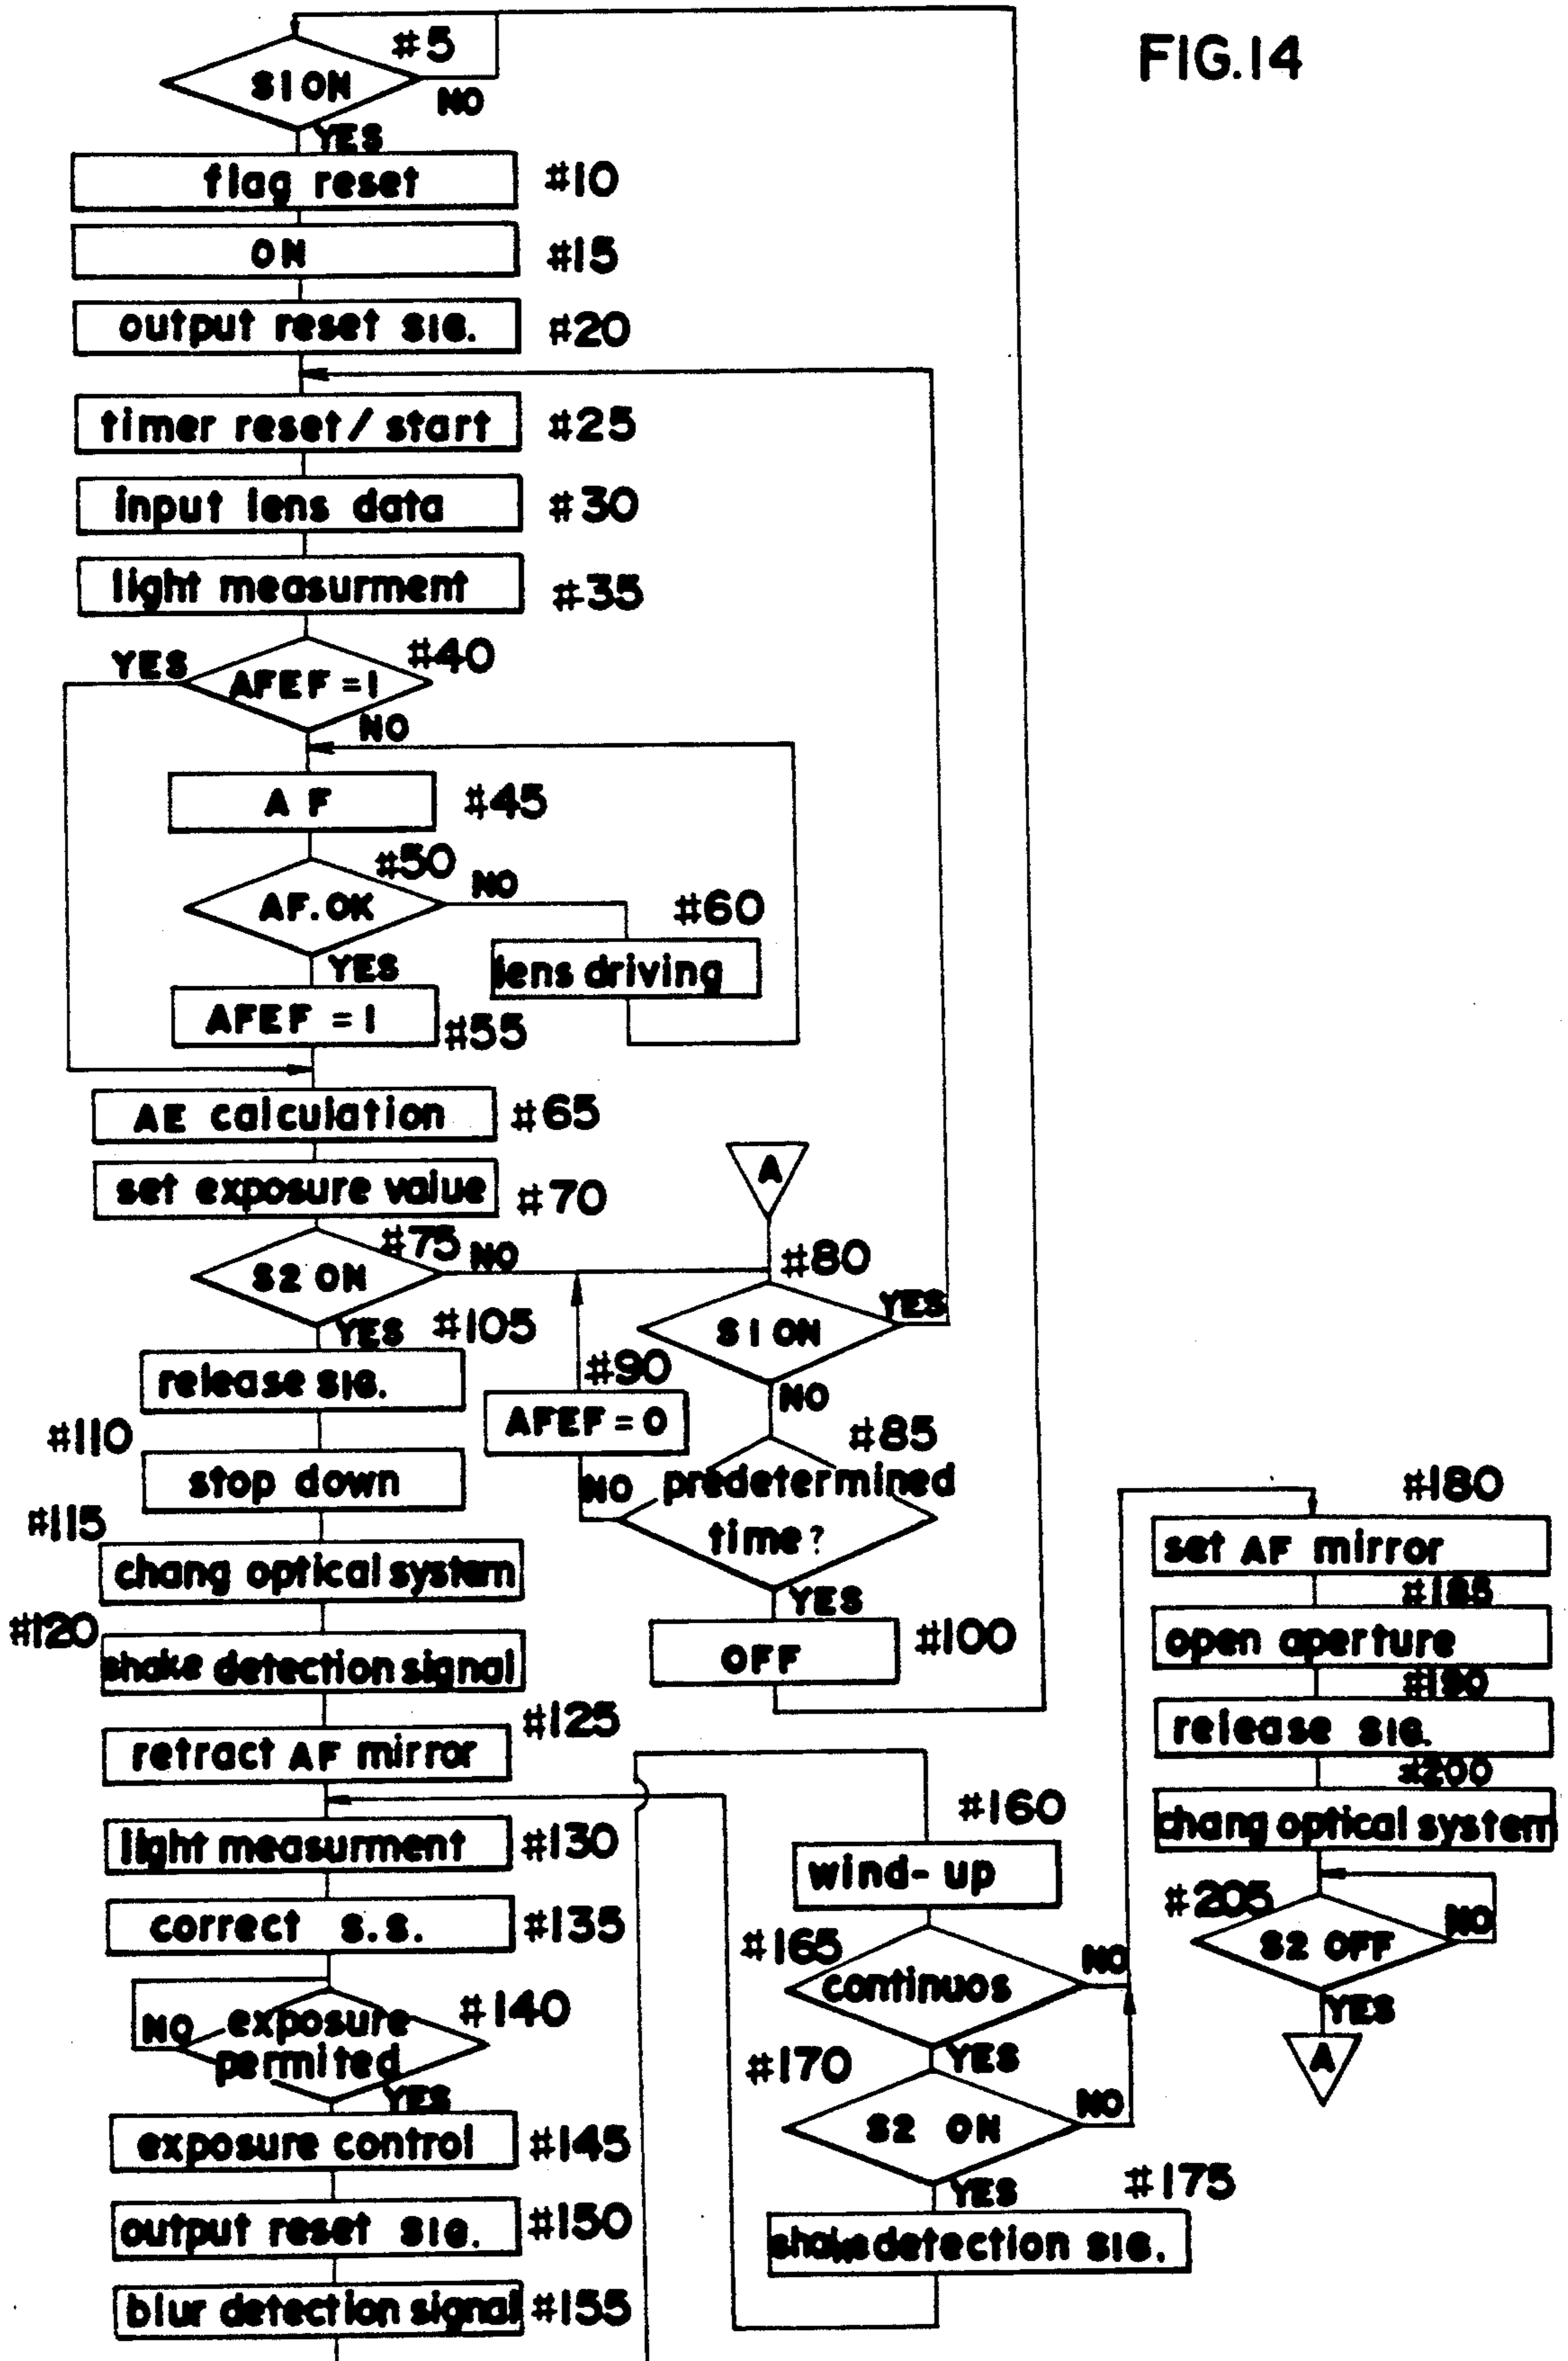 FIG.14
#5
S1 ON
NO
YES
flag reset #10
ON #15
output reset SIG. #20
timer reset/start #25
input lens data #30
light measurment #35
YES
#40
AFEF=1
NO
AF #45
#50
AF.OK
NO
#60
lens driving
YES
AFEF=1
#55
AE calculation #65
set exposure value #70
#75
S2 ON
NO
A
#80
S1 ON
YES
NO
#85
predetermined
time?
NO
#90
AFEF=0
YES
OFF #100
YES #105
release SIG.
#110
stop down
#115
chang optical system
#120
shake detection signal
#125
retract AF mirror
light measurment #130
correct S.S. #135
#140
exposure
permited
NO
YES
exposure control #145
output reset SIG. #150
blur detection signal #155
#160
wind-up
#165
continuos
NO
YES
#170
S2 ON
NO
YES
#175
shake detection SIG.
#180
set AF mirror
#185
open aperture
#190
release SIG.
#200
chang optical system
#205
S2 OFF
NO
YES
A